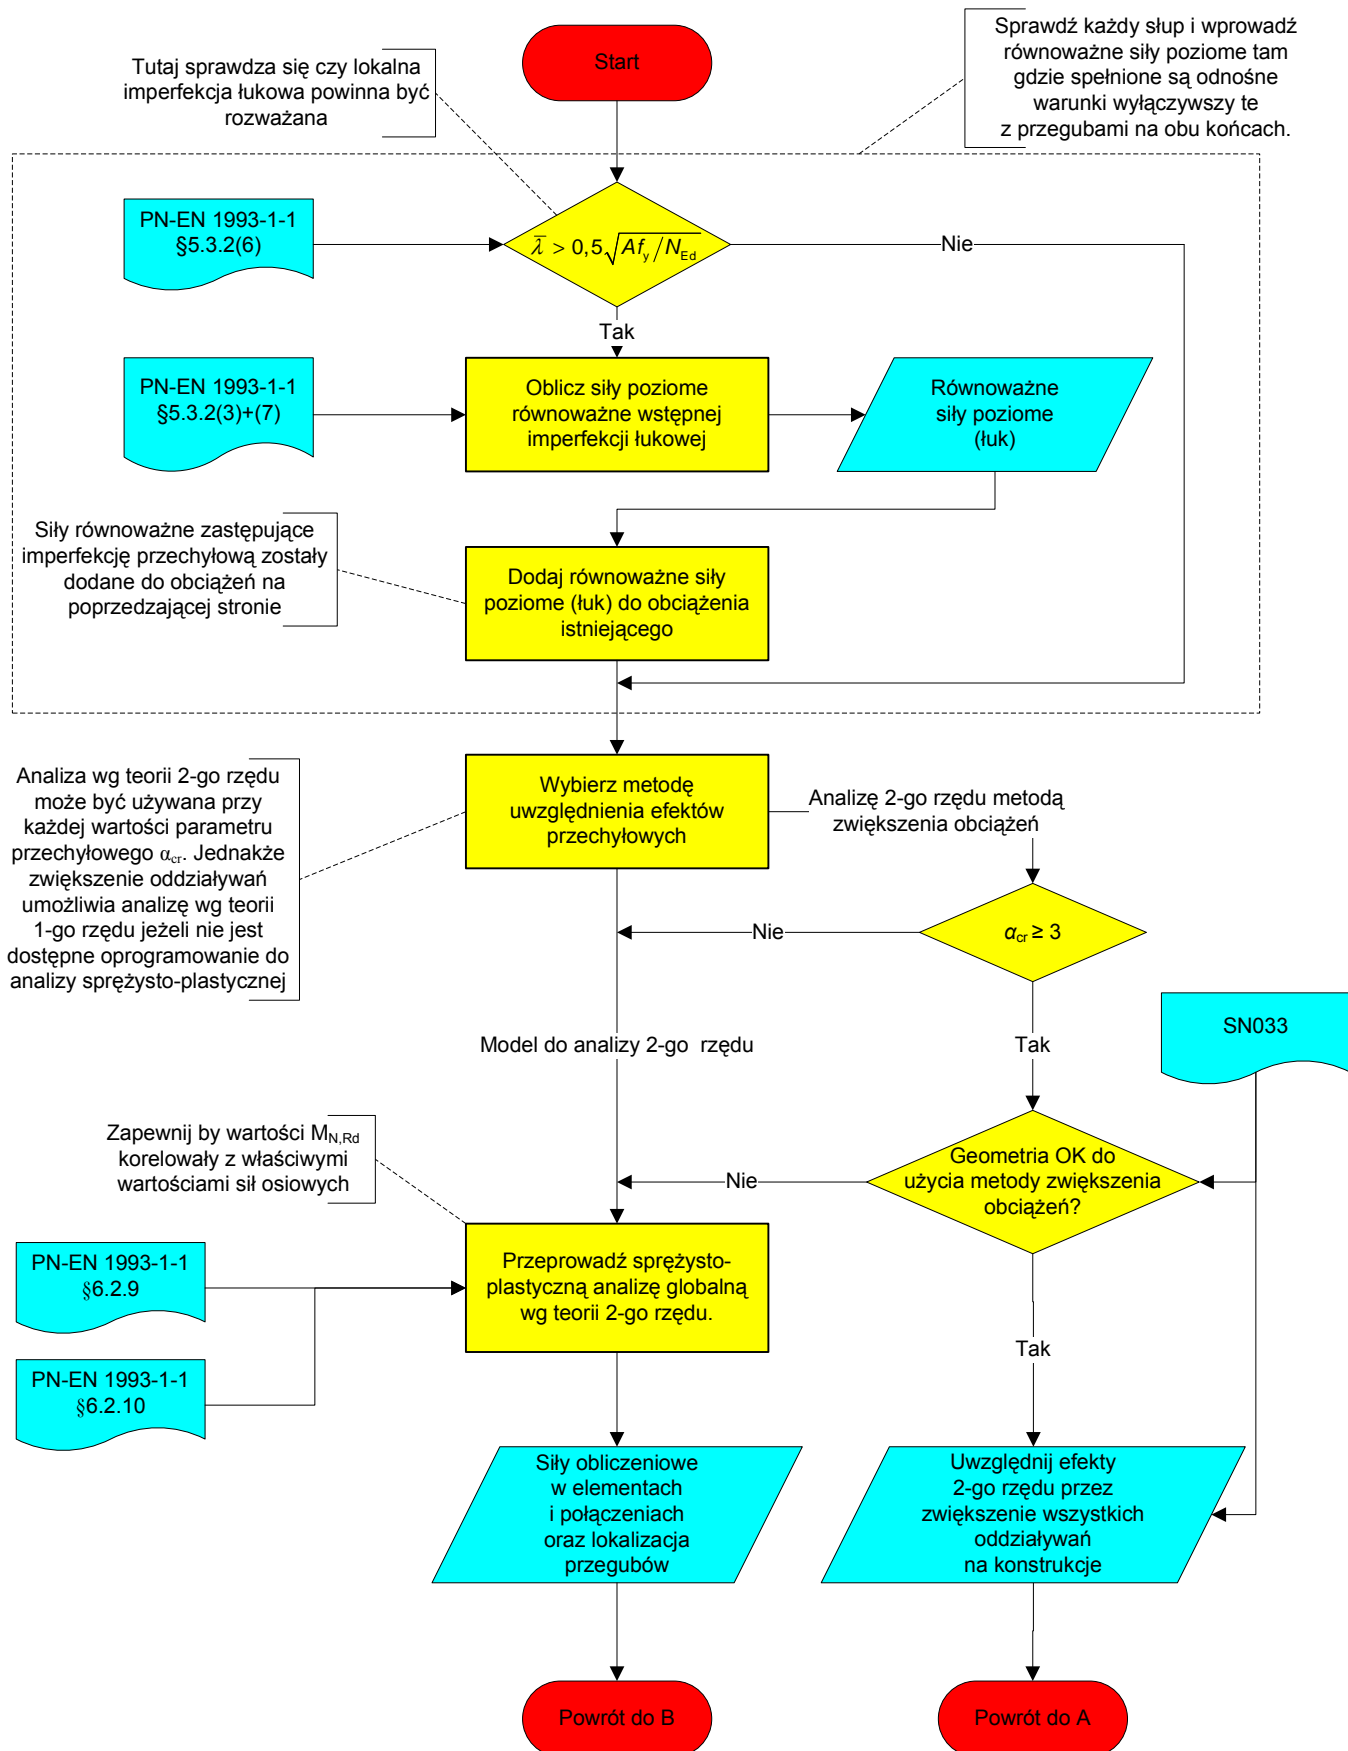 Tutaj sprawdza się czy lokalna
imperfekcja łukowa powinna być
rozważana
Start
Sprawdź każdy słup i wprowadź
równoważne siły poziome tam
gdzie spełnione są odnośne
warunki wyłączywszy te
z przegubami na obu końcach.
PN-EN 1993-1-1
§5.3.2(6)
λ̅ > 0,5√(Af_y/N_Ed)
Nie
Tak
PN-EN 1993-1-1
§5.3.2(3)+(7)
Oblicz siły poziome
równoważne wstępnej
imperfekcji łukowej
Równoważne
siły poziome
(łuk)
Siły równoważne zastępujące
imperfekcję przechyłową zostały
dodane do obciążeń na
poprzedzającej stronie
Dodaj równoważne siły
poziome (łuk) do obciążenia
istniejącego
Analiza wg teorii 2-go rzędu
może być używana przy
każdej wartości parametru
przechyłowego α_cr. Jednakże
zwiększenie oddziaływań
umożliwia analizę wg teorii
1-go rzędu jeżeli nie jest
dostępne oprogramowanie do
analizy sprężysto-plastycznej
Wybierz metodę
uwzględnienia efektów
przechyłowych
Analizę 2-go rzędu metodą
zwiększenia obciążeń
Nie
α_cr ≥ 3
Model do analizy 2-go rzędu
Tak
SN033
Zapewnij by wartości M_N,Rd
korelowały z właściwymi
wartościami sił osiowych
Nie
Geometria OK do
użycia metody zwiększenia
obciążeń?
PN-EN 1993-1-1
§6.2.9
Przeprowadź sprężysto-
plastyczną analizę globalną
wg teorii 2-go rzędu.
Tak
PN-EN 1993-1-1
§6.2.10
Siły obliczeniowe
w elementach
i połączeniach
oraz lokalizacja
przegubów
Uwzględnij efekty
2-go rzędu przez
zwiększenie wszystkich
oddziaływań
na konstrukcje
Powrót do B
Powrót do A